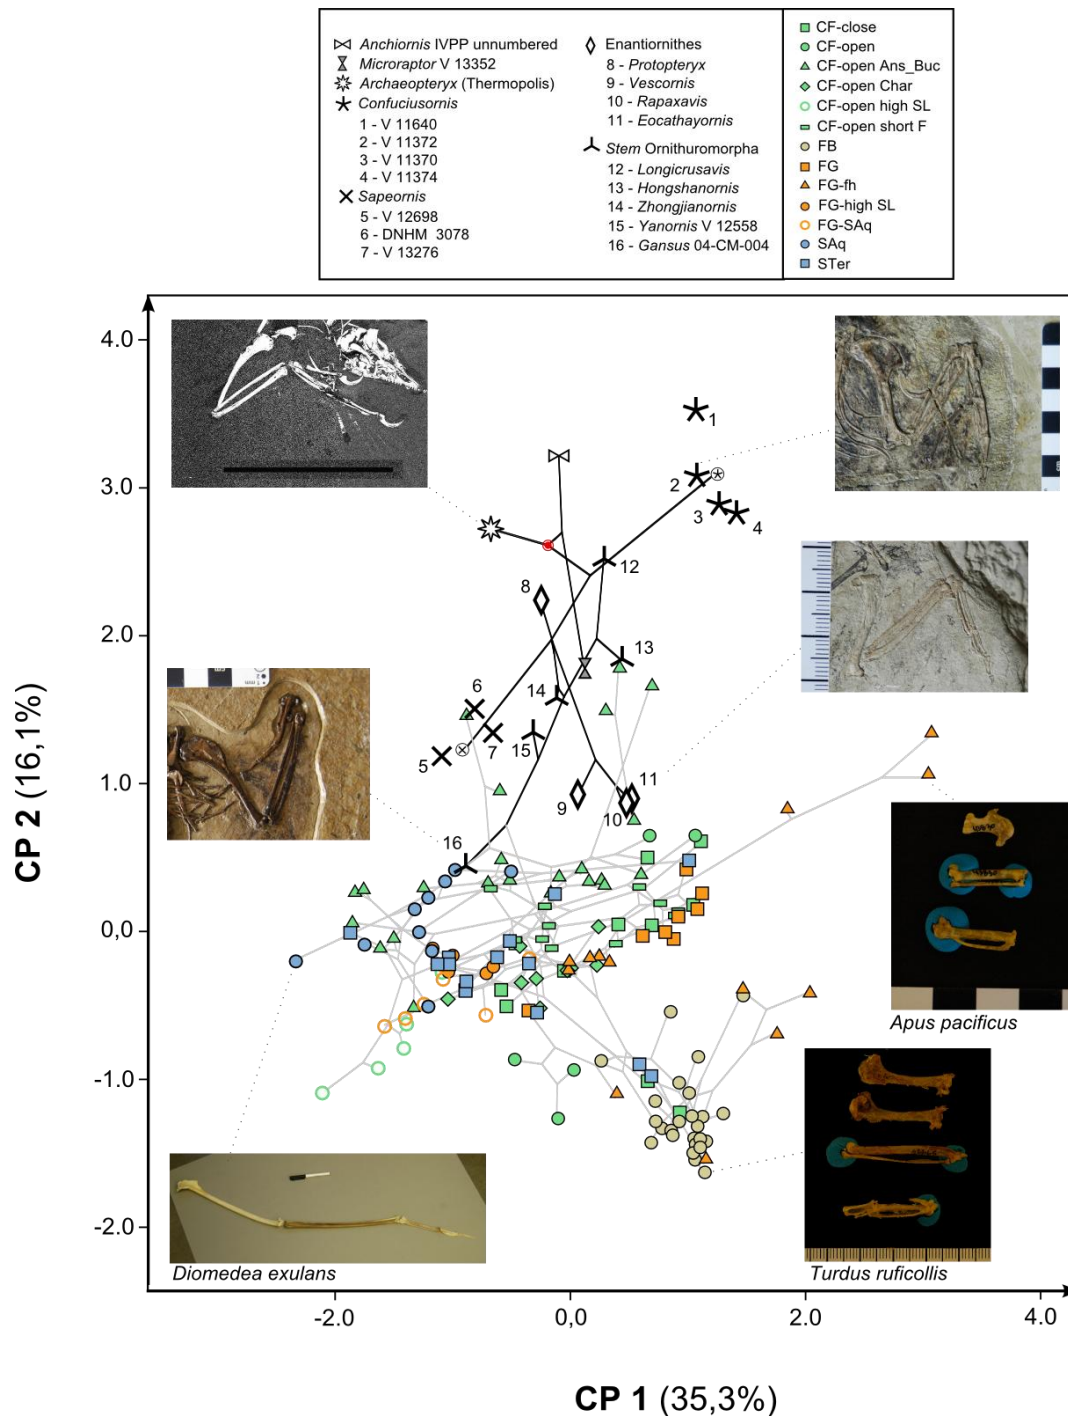 Anchiornis IVPP unnumbered
Microraptor V 13352
Archaeopteryx (Thermopolis)
Confuciusornis
1 - V 11640
2 - V 11372
3 - V 11370
4 - V 11374
Sapeornis
5 - V 12698
6 - DNHM 3078
7 - V 13276
Enantiornithes
8 - Protopteryx
9 - Vescornis
10 - Rapaxavis
11 - Eocathayornis
Stem Ornithuromorpha
12 - Longicrusavis
13 - Hongshanornis
14 - Zhongjianornis
15 - Yanornis V 12558
16 - Gansus 04-CM-004
CF-close
CF-open
CF-open Ans_Buc
CF-open Char
CF-open high SL
CF-open short F
FB
FG
FG-fh
FG-high SL
FG-SAq
SAq
STer
4.0
3.0
2.0
1.0
0,0
-1.0
-2.0
CP 2 (16,1%)
1
2
3
4
12
8
13
6
14
7
15
5
11
9
10
16
Apus pacificus
Diomedea exulans
Turdus ruficollis
-2.0
0,0
2.0
4.0
CP 1 (35,3%)